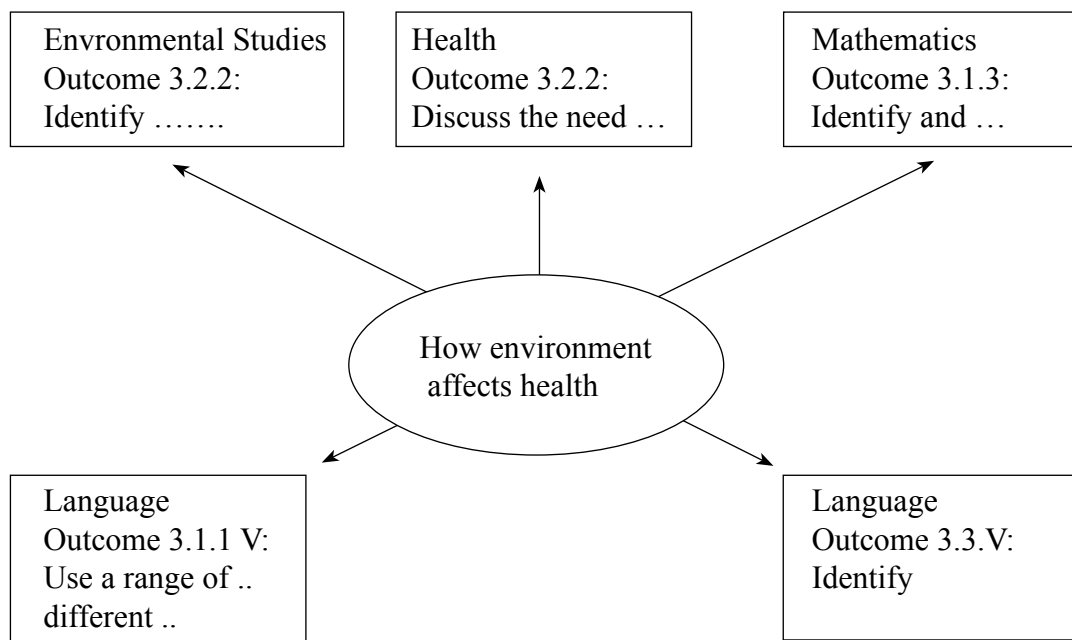 Envronmental Studies
Outcome 3.2.2:
Identify …….
Health
Outcome 3.2.2:
Discuss the need …
Mathematics
Outcome 3.1.3:
Identify and …
How environment
affects health
Language
Outcome 3.1.1 V:
Use a range of ..
different ..
Language
Outcome 3.3.V:
Identify